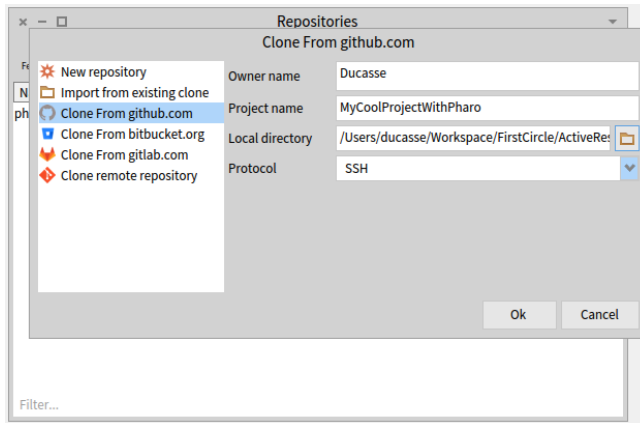 Repositories
Clone From github.com
Fe
N
ph
New repository
Import from existing clone
Clone From github.com
Clone From bitbucket.org
Clone From gitlab.com
Clone remote repository
Owner name
Ducasse
Project name
MyCoolProjectWithPharo
Local directory
/Users/ducasse/Workspace/FirstCircle/ActiveRes
Protocol
SSH
Ok
Cancel
Filter...